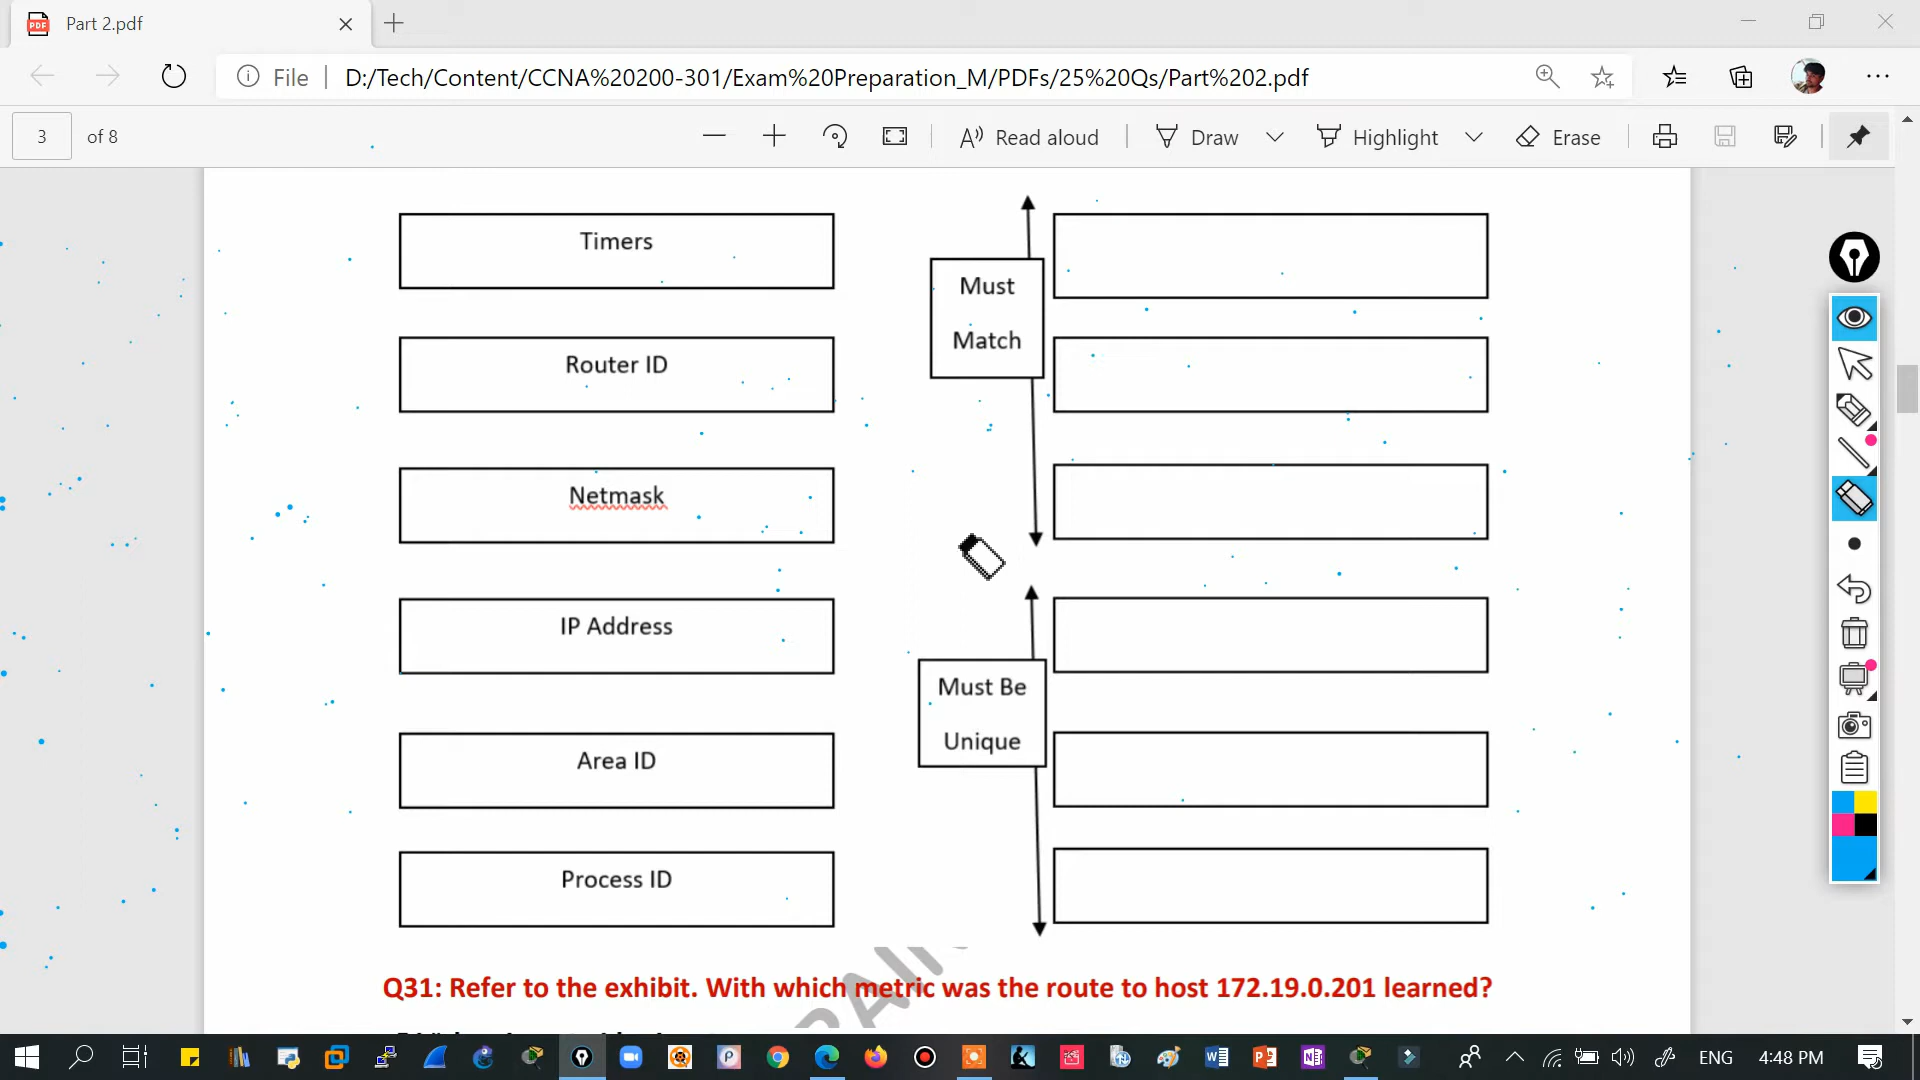 Part 2.pdf
File
D:/Tech/Content/CCNA%20200-301/Exam%20Preparation_M/PDFs/25%20Qs/Part%202.pdf
3 of 8
Read aloud
Draw
Highlight
Erase
Timers
Router ID
Netmask
IP Address
Area ID
Process ID
Must
Match
Must Be
Unique
Q31: Refer to the exhibit. With which metric was the route to host 172.19.0.201 learned?
ENG
4:48 PM